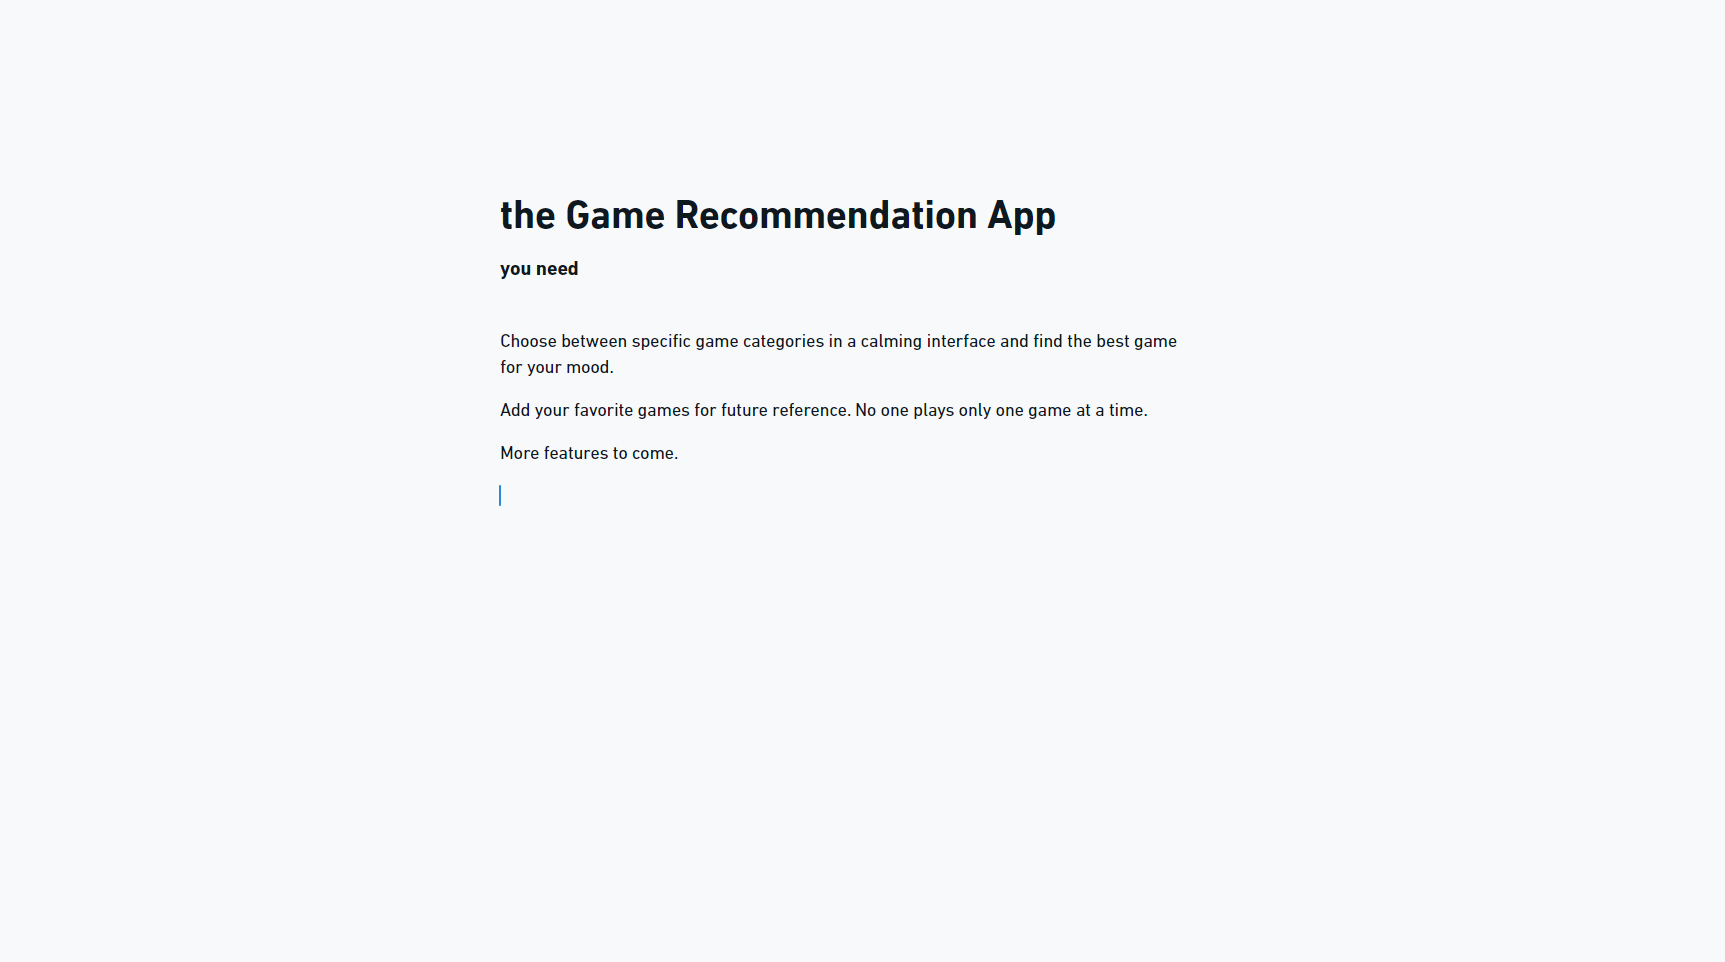 the Game Recommendation App
you need
Choose between specific game categories in a calming interface and find the best game
for your mood.
Add your favorite games for future reference. No one plays only one game at a time.
More features to come.